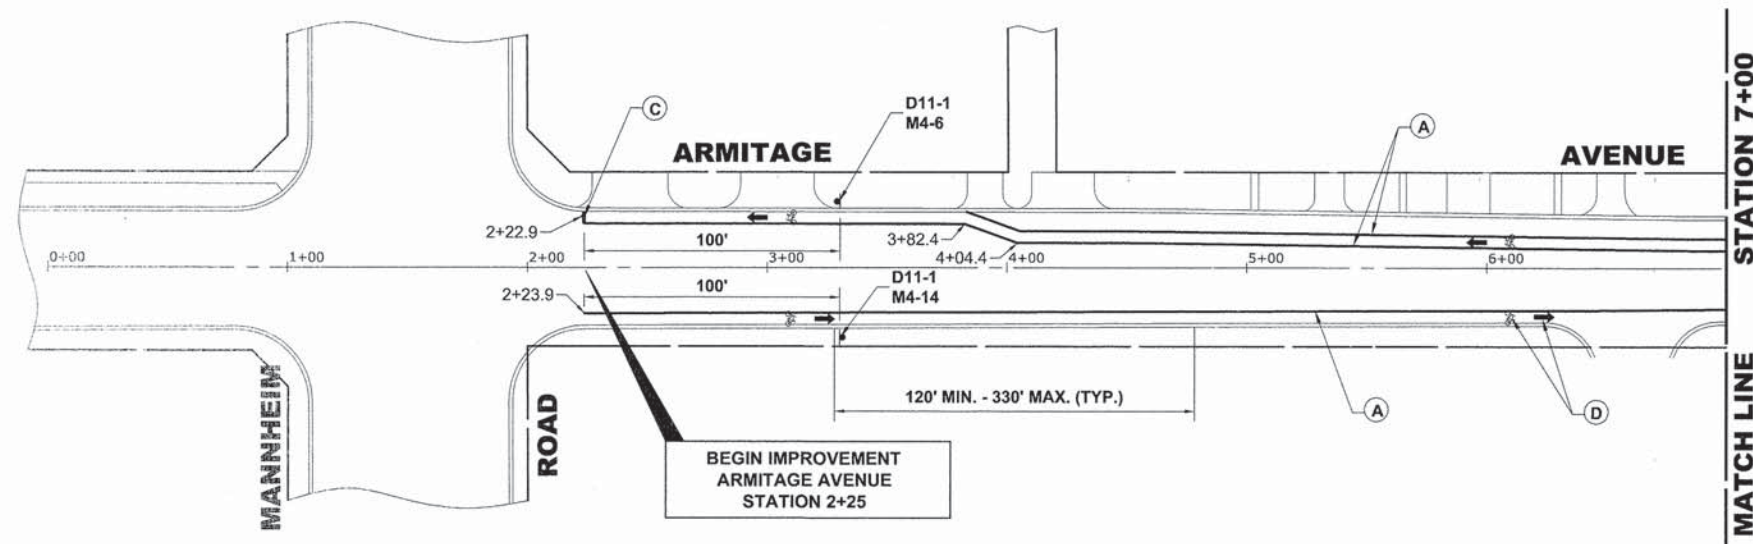 D11-1
M4-6
C
A
ARMITAGE
AVENUE
STATION 7+00
2+22.9
100'
3+82.4
4+04.4
0+00
1+00
2+00
3+00
4+00
5+00
6+00
2+23.9
100'
D11-1
M4-14
120' MIN. - 330' MAX. (TYP.)
A
D
MANNHEIM
ROAD
MATCH LINE
BEGIN IMPROVEMENT
ARMITAGE AVENUE
STATION 2+25